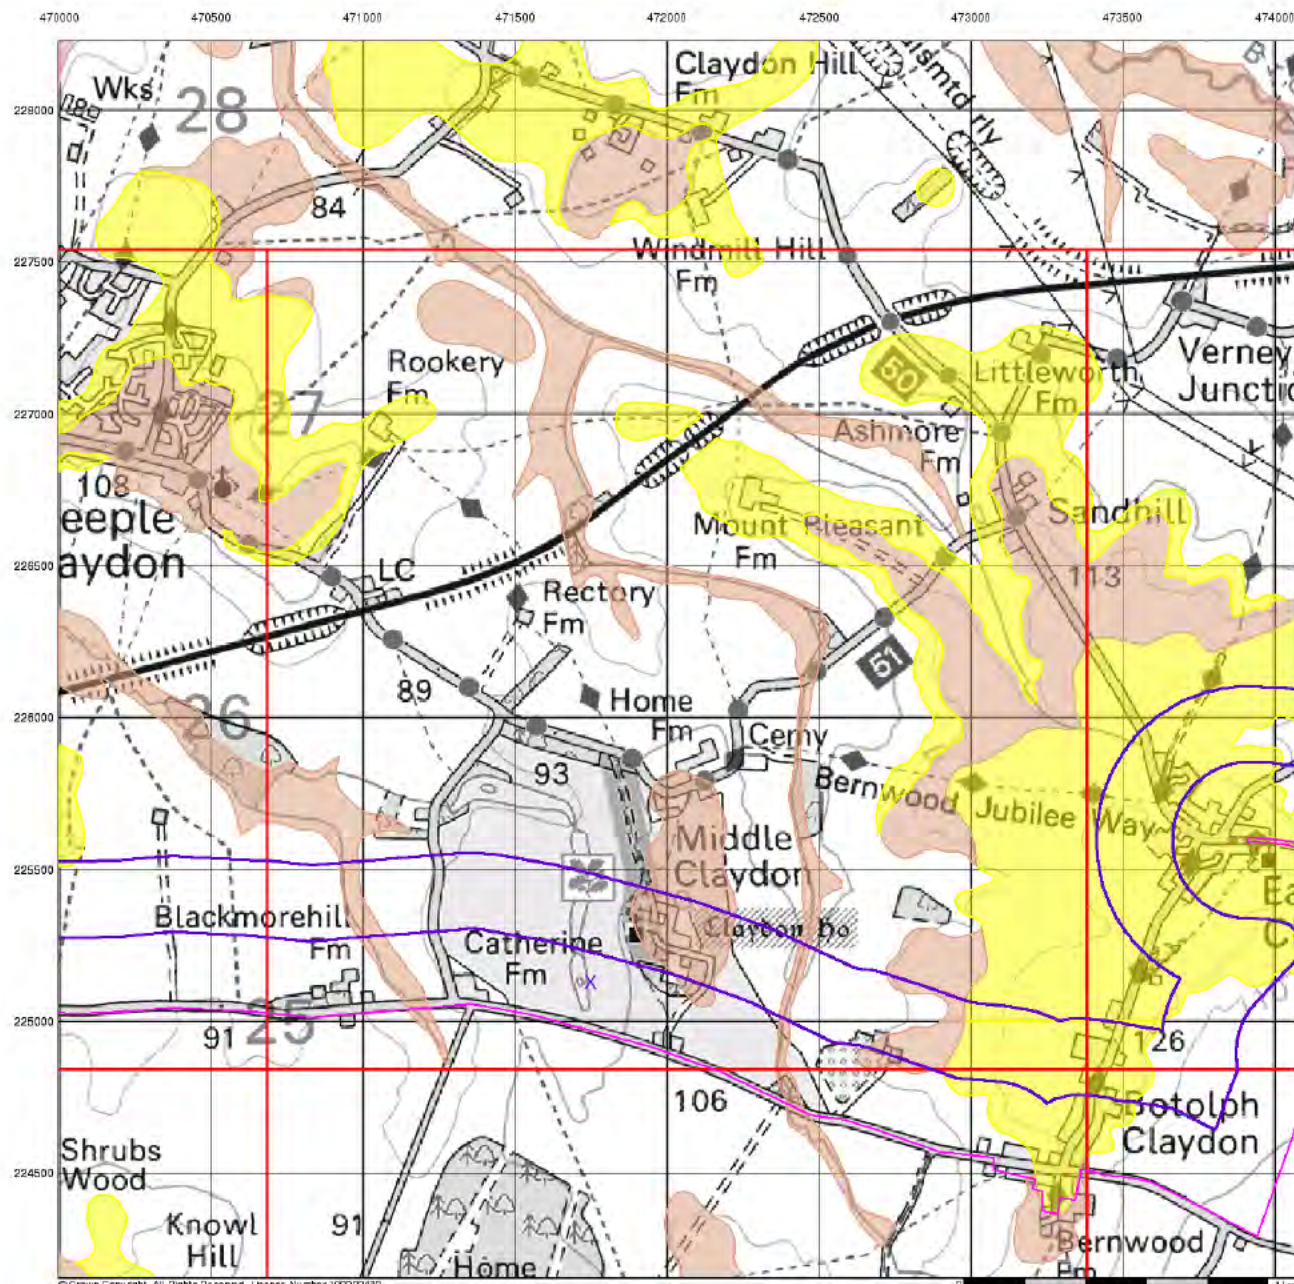 470000 470500 471000 471500 472000 472500 473000 473500 474000
228000
227500
227000
226500
226000
225500
225000
224500
Wks
28
Claydon Hill
Fm
dismtd rly
B
84
Windmill Hill
Fm
Rookery
Fm
27
50
Littleworth
Fm
Verney
Junctio
Ashmore
Fm
108
eeple
aydon
Mount Pleasant
Fm
Sandhill
LC
113
Rectory
Fm
51
89
26
Home
Fm
Cemy
93
Bernwood Jubilee Way
Middle
Claydon
Blackmorehill
Fm
Claydon Ho
Ea
C
Catherine
Fm
x
91
25
126
106
Botolph
Claydon
Shrubs
Wood
Knowl
Hill
91
Home
Bernwood
Fm